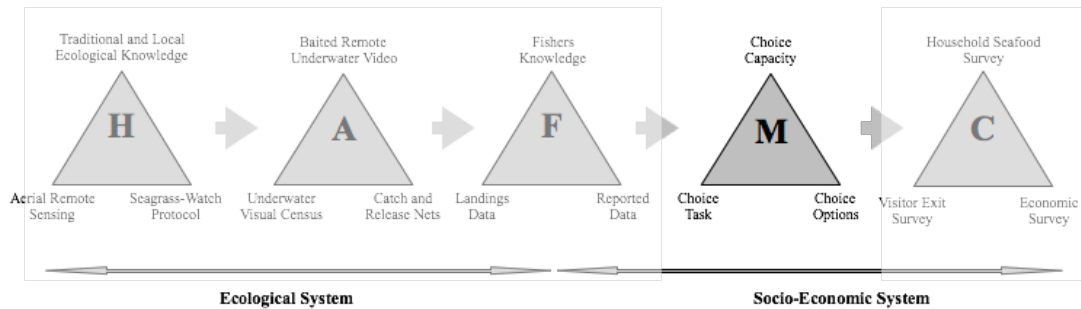 Traditional and Local
Ecological Knowledge
Baited Remote
Underwater Video
Fishers
Knowledge
Choice
Capacity
Household Seafood
Survey
H
A
F
M
C
Aerial Remote
Sensing
Seagrass-Watch
Protocol
Underwater
Visual Census
Catch and
Release Nets
Landings
Data
Reported
Data
Choice
Task
Choice
Options
Visitor Exit
Survey
Economic
Survey
Ecological System
Socio-Economic System